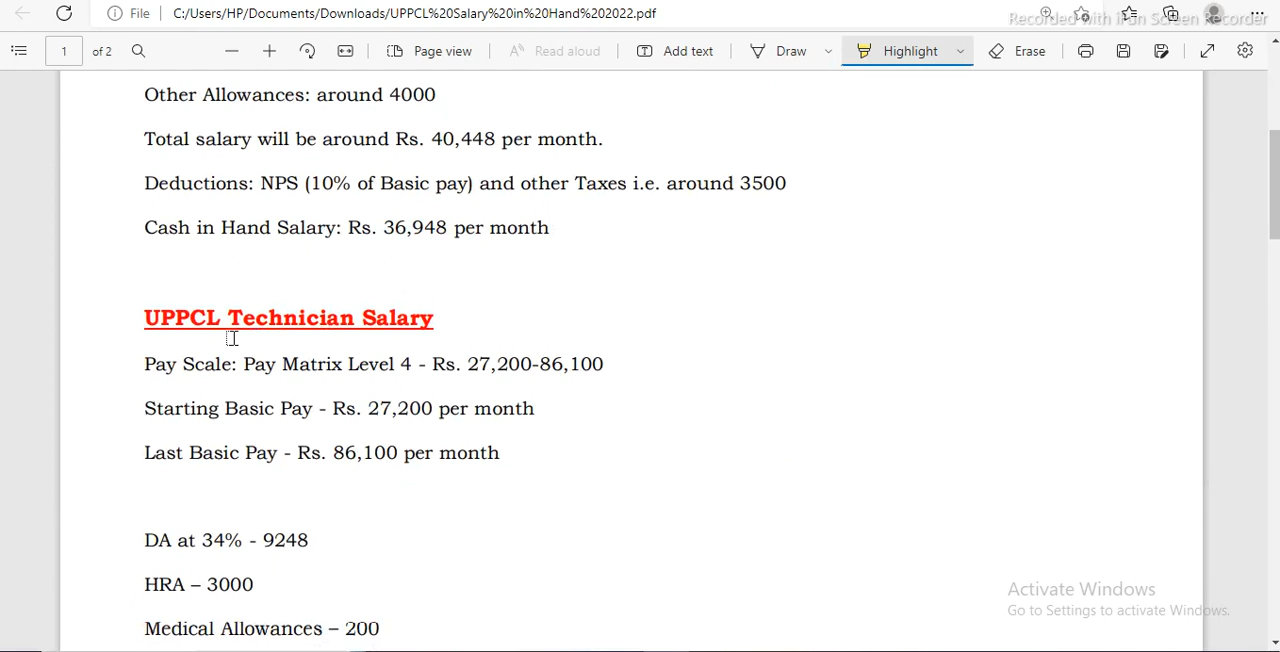 File
C:/Users/HP/Documents/Downloads/UPPCL%20Salary%20in%20Hand%202022.pdf
Recorded with iFun Screen Recorder
1 of 2
Page view
Read aloud
Add text
Draw
Highlight
Erase
Other Allowances: around 4000
Total salary will be around Rs. 40,448 per month.
Deductions: NPS (10% of Basic pay) and other Taxes i.e. around 3500
Cash in Hand Salary: Rs. 36,948 per month
UPPCL Technician Salary
Pay Scale: Pay Matrix Level 4 - Rs. 27,200-86,100
Starting Basic Pay - Rs. 27,200 per month
Last Basic Pay - Rs. 86,100 per month
DA at 34% - 9248
HRA – 3000
Medical Allowances – 200
Activate Windows
Go to Settings to activate Windows.